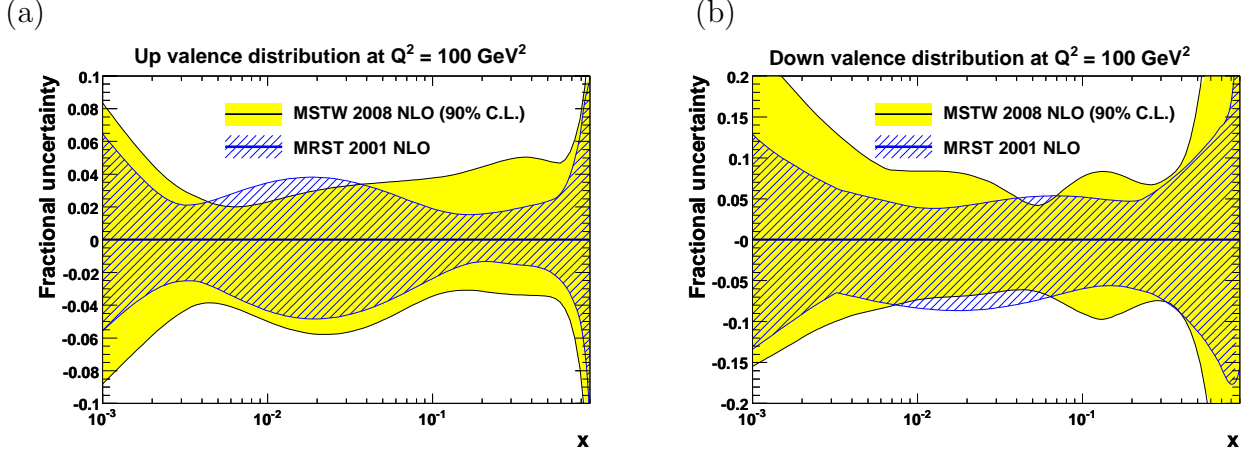 (a)
Up valence distribution at Q² = 100 GeV²
Fractional uncertainty
0.1
0.08
0.06
0.04
0.02
0
-0.02
-0.04
-0.06
-0.08
-0.1
MSTW 2008 NLO (90% C.L.)
MRST 2001 NLO
10⁻³
10⁻²
10⁻¹
x
(b)
Down valence distribution at Q² = 100 GeV²
Fractional uncertainty
0.2
0.15
0.1
0.05
-0
-0.05
-0.1
-0.15
-0.2
MSTW 2008 NLO (90% C.L.)
MRST 2001 NLO
10⁻³
10⁻²
10⁻¹
x